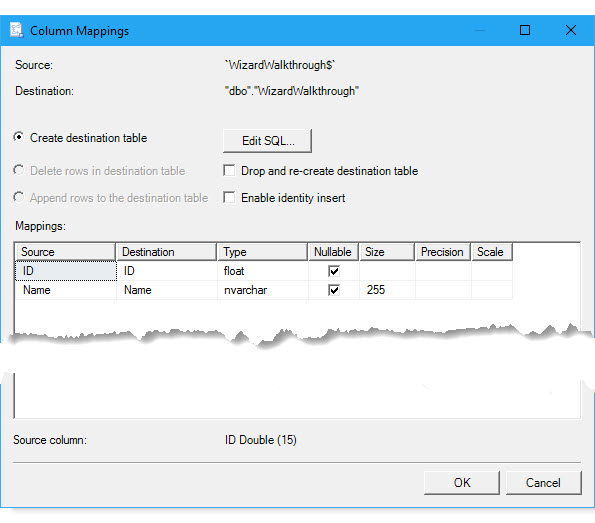 Column Mappings
Source: `WizardWalkthrough$`
Destination: "dbo"."WizardWalkthrough"
Create destination table Edit SQL...
Delete rows in destination table Drop and re-create destination table
Append rows to the destination table Enable identity insert
Mappings:
Source Destination Type Nullable Size Precision Scale
ID ID float
Name Name nvarchar 255
Source column: ID Double (15)
OK Cancel